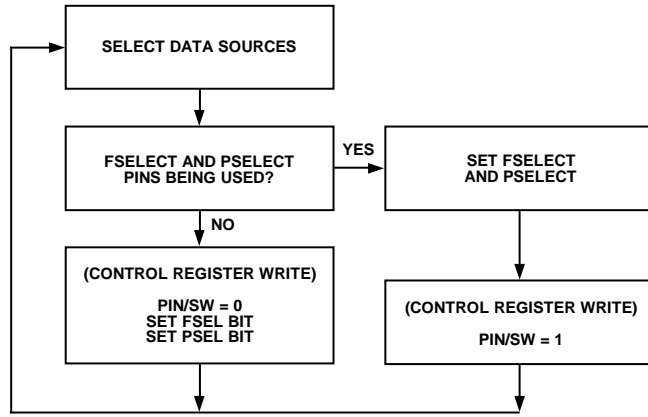 SELECT DATA SOURCES
FSELECT AND PSELECT
PINS BEING USED?
YES
SET FSELECT
AND PSELECT
NO
(CONTROL REGISTER WRITE)
PIN/SW = 0
SET FSEL BIT
SET PSEL BIT
(CONTROL REGISTER WRITE)
PIN/SW = 1